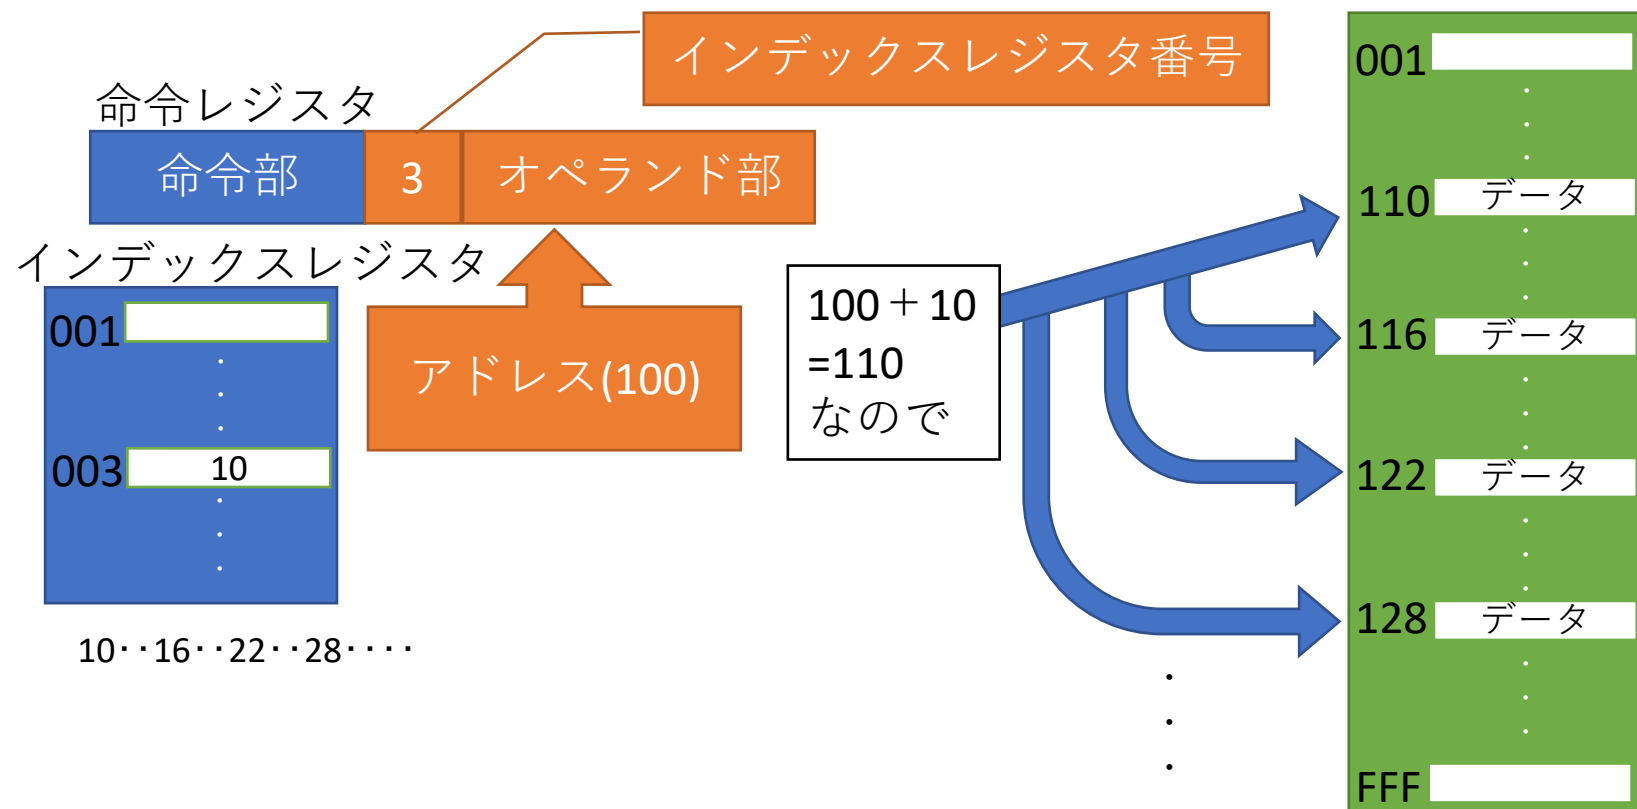 インデックスレジスタ番号
命令レジスタ
命令部
3
オペランド部
インデックスレジスタ
001
003
10
アドレス(100)
10‥16‥22‥28‥‥
100＋10
=110
なので
001
110 データ
116 データ
122 データ
128 データ
FFF